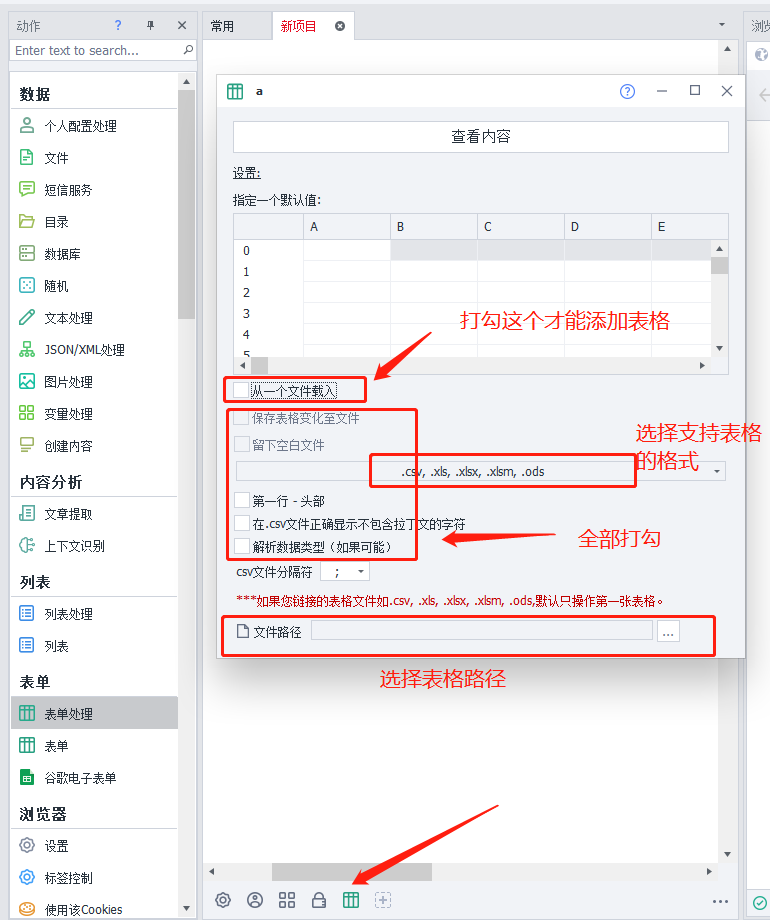 动作
?
Enter text to search...
数据
个人配置处理
文件
短信服务
目录
数据库
随机
文本处理
JSON/XML处理
图片处理
变量处理
创建内容
内容分析
文章提取
上下文识别
列表
列表处理
列表
表单
表单处理
表单
谷歌电子表单
浏览器
设置
标签控制
使用该Cookies
常用
新项目
浏览
a
?
查看内容
设置:
指定一个默认值:
A B C D E
0
1
2
3
4
5
打勾这个才能添加表格
从一个文件载入
保存表格变化至文件
留下空白文件
选择支持表格
的格式
.csv, .xls, .xlsx, .xlsm, .ods
第一行 - 头部
在.csv文件正确显示不包含拉丁文的字符
解析数据类型（如果可能）
全部打勾
csv文件分隔符 ;
***如果您链接的表格文件如.csv, .xls, .xlsx, .xlsm, .ods,默认只操作第一张表格。
文件路径
...
选择表格路径